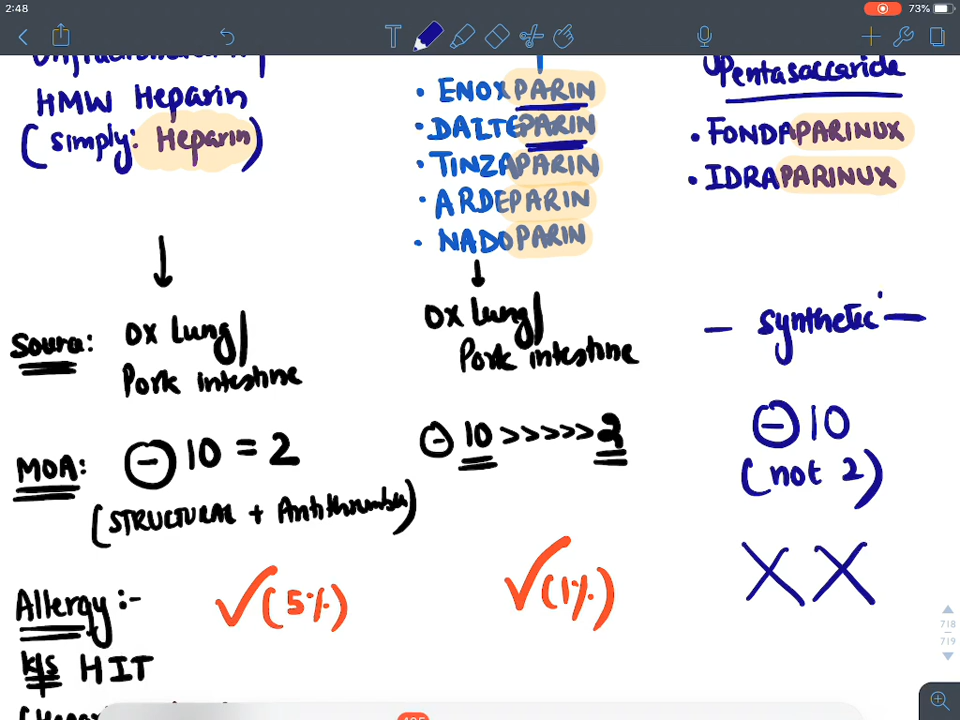 2:48
73%
T
HMW Heparin
(simply: Heparin)
• ENOXPARIN
• DALTEPARIN
• TINZAPARIN
• ARDEPARIN
• NADOPARIN
Pentasaccaride
• FONDAPARINUX
• IDRAPARINUX
Source:
Ox Lung/
Pork intestine
Ox Lung/
Pork intestine
— synthetic —
MOA:
⊖ 10 = 2
(STRUCTURAL + Antithrombin)
⊖ 10 >>>>> 2
⊖ 10
(not 2)
Allergy :-
✓ (5%)
✓ (1%)
X X
k/s HIT
718
719